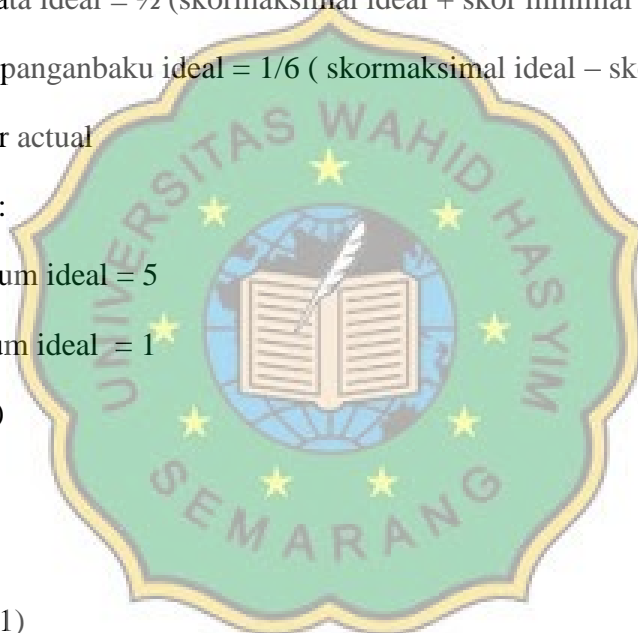 ata ideal = ½ (skormaksimal ideal + skor minimal
panganbaku ideal = 1/6 ( skormaksimal ideal – sk
r actual
:
um ideal = 5
um ideal = 1
)
1)
UNIVERSITAS WAHID HASYIM
SEMARANG